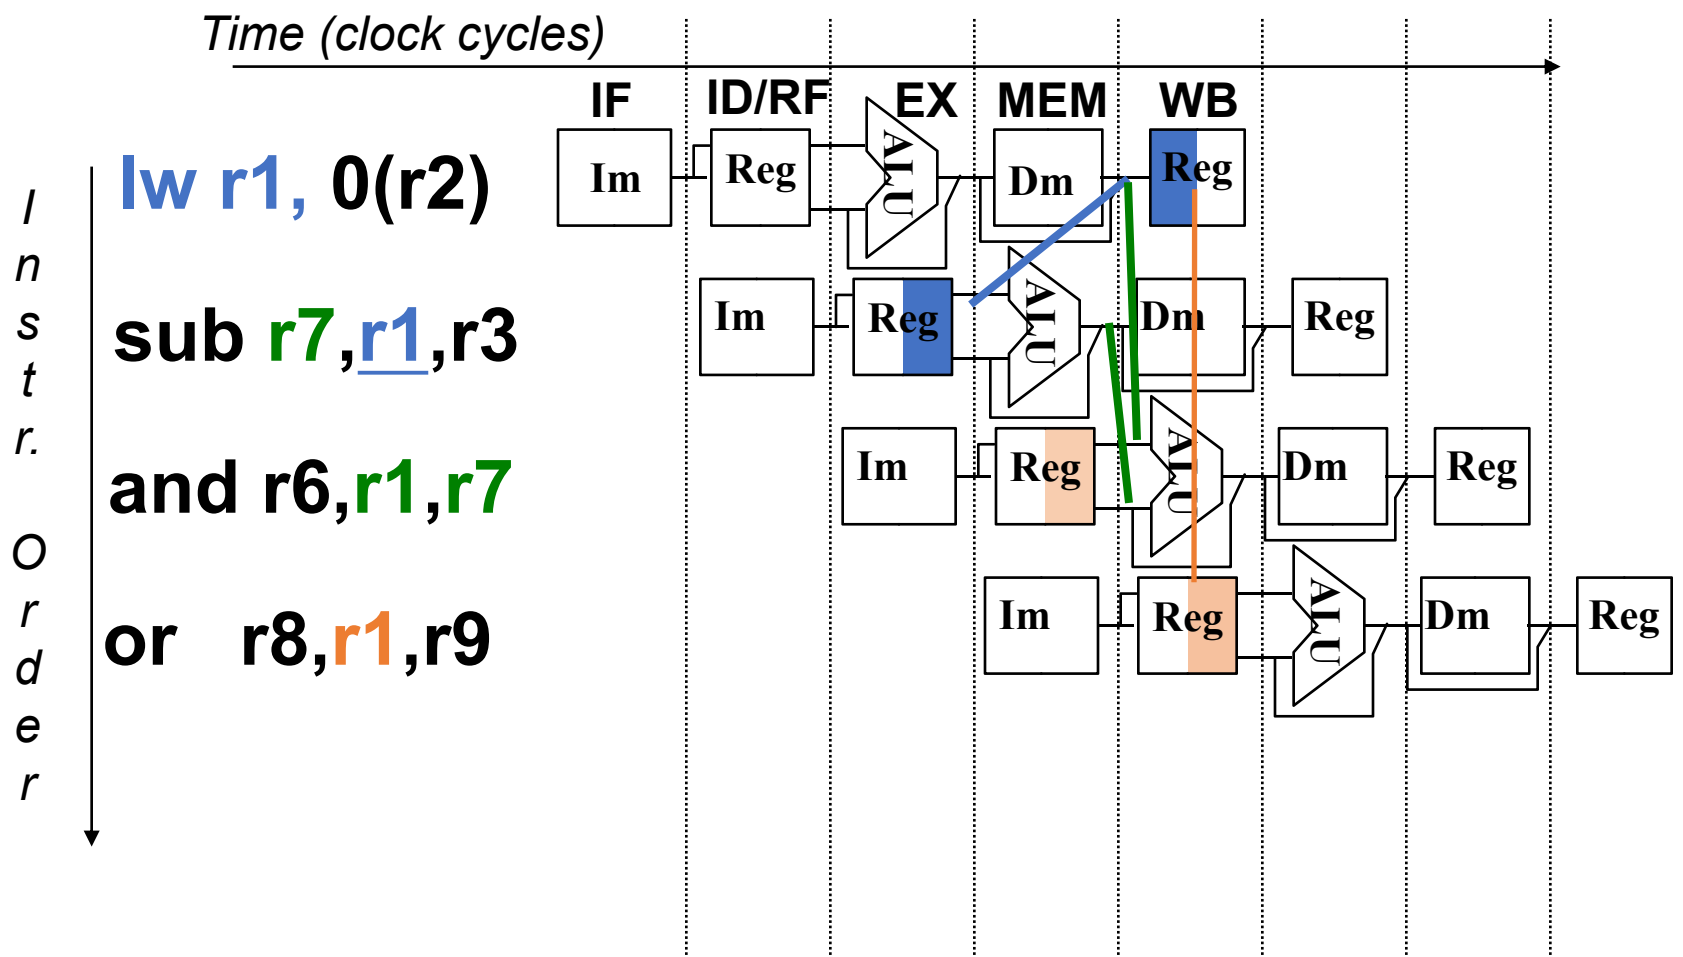 Time (clock cycles)
IF ID/RF EX MEM WB
Instr. Order
lw r1, 0(r2)
Im Reg ALU Dm Reg
sub r7,r1,r3
Im Reg ALU Dm Reg
and r6,r1,r7
Im Reg ALU Dm Reg
or r8,r1,r9
Im Reg ALU Dm Reg